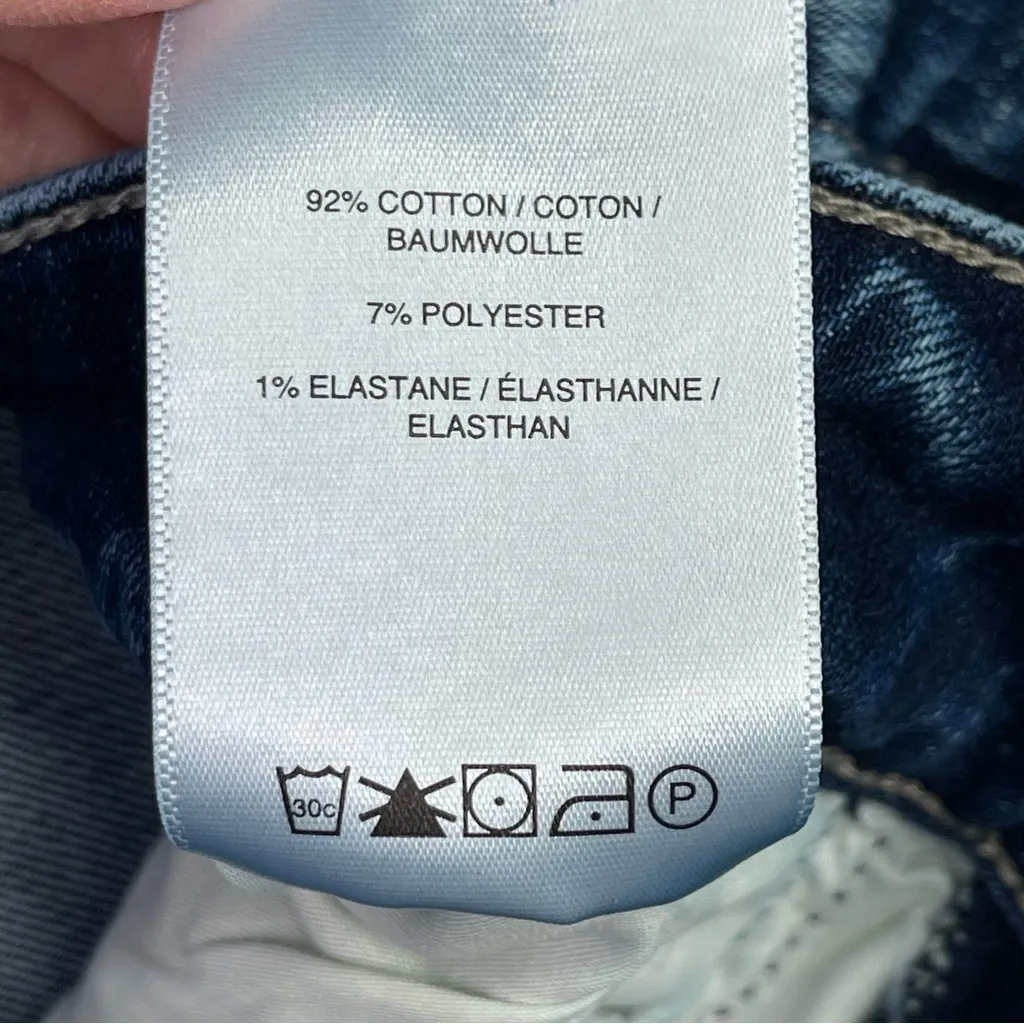 92% COTTON / COTON /
BAUMWOLLE
7% POLYESTER
1% ELASTANE / ÉLASTHANNE /
ELASTHAN
30c P